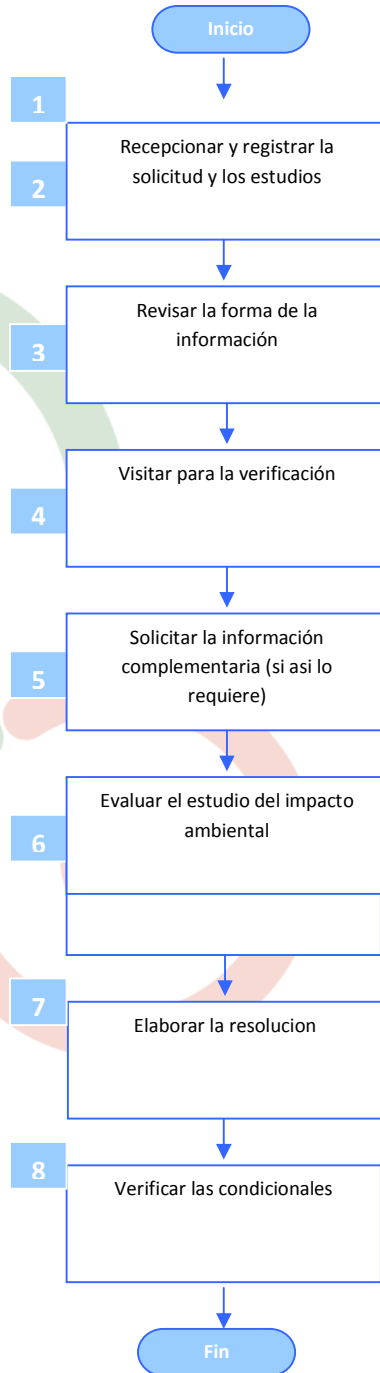 Inicio
1
Recepcionar y registrar la
solicitud y los estudios
2
Revisar la forma de la
información
3
Visitar para la verificación
4
Solicitar la información
complementaria (si asi lo
requiere)
5
Evaluar el estudio del impacto
ambiental
6
7
Elaborar la resolucion
8
Verificar las condicionales
Fin